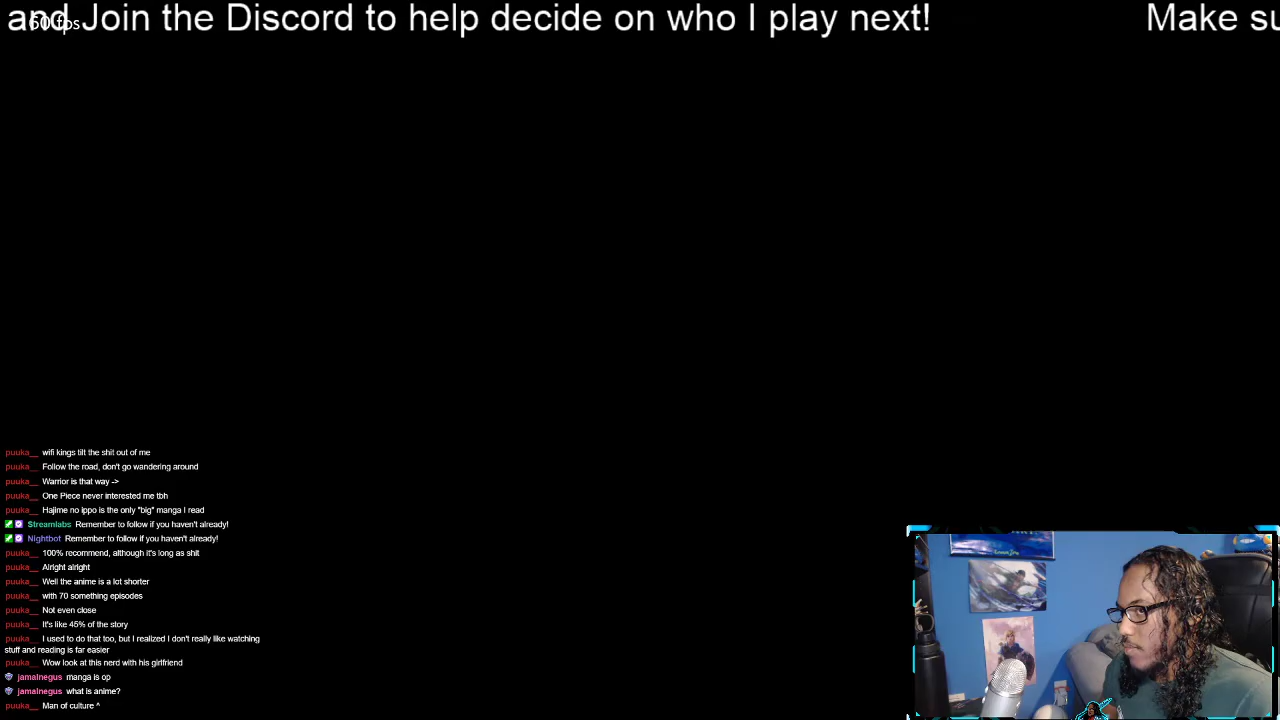 and Join the Discord to help decide on who I play next! Make su
60 fps
puuka__ wifi kings tilt the shit out of me
puuka__ Follow the road, don't go wandering around
puuka__ Warrior is that way ->
puuka__ One Piece never interested me tbh
puuka__ Hajime no ippo is the only "big" manga I read
Streamlabs Remember to follow if you haven't already!
Nightbot Remember to follow if you haven't already!
puuka__ 100% recommend, although it's long as shit
puuka__ Alright alright
puuka__ Well the anime is a lot shorter
puuka__ with 70 something episodes
puuka__ Not even close
puuka__ It's like 45% of the story
puuka__ I used to do that too, but I realized I don't really like watching
stuff and reading is far easier
puuka__ Wow look at this nerd with his girlfriend
jamainegus manga is op
jamainegus what is anime?
puuka__ Man of culture ^